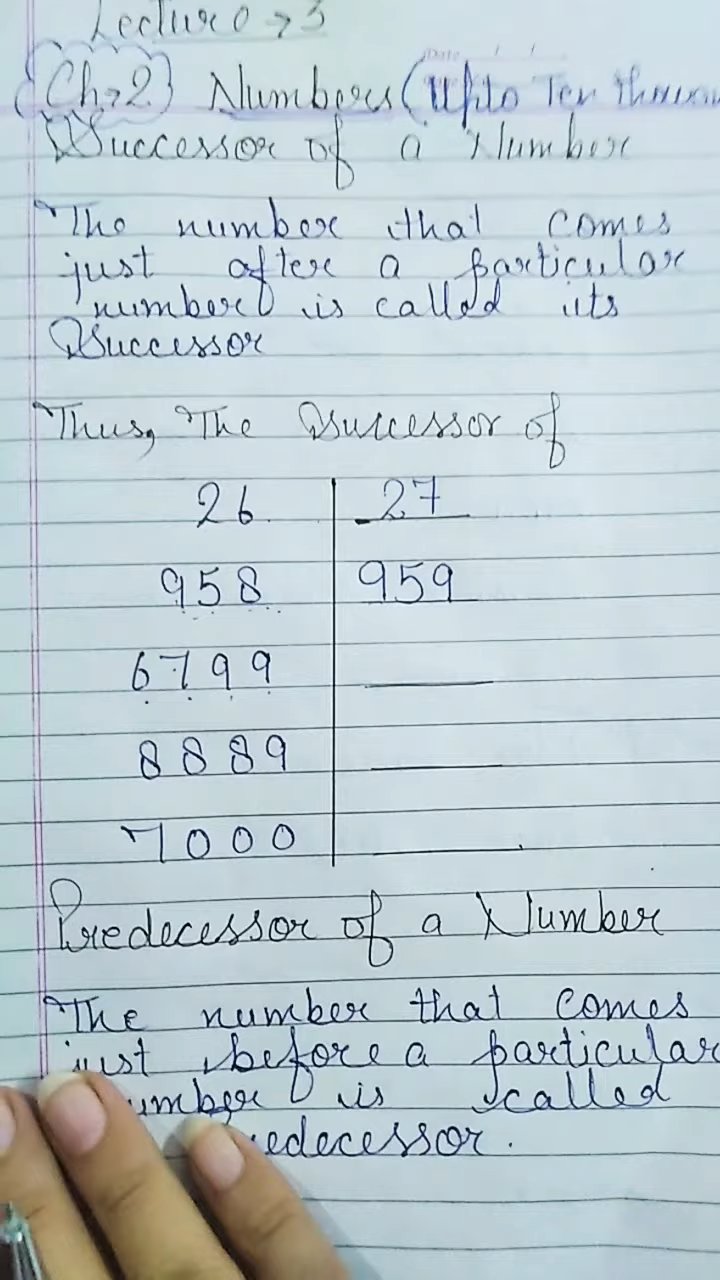 Lecture → 3
Ch→2) Numbers (Upto Ten
Successor of a Number
The number that comes
just after a particular
number is called its
Successor
Thus, The Successor of
26 27
958 959
6799
8889
7000
Predecessor of a Number
The number that comes
just before a particular
umber is called
edecessor.